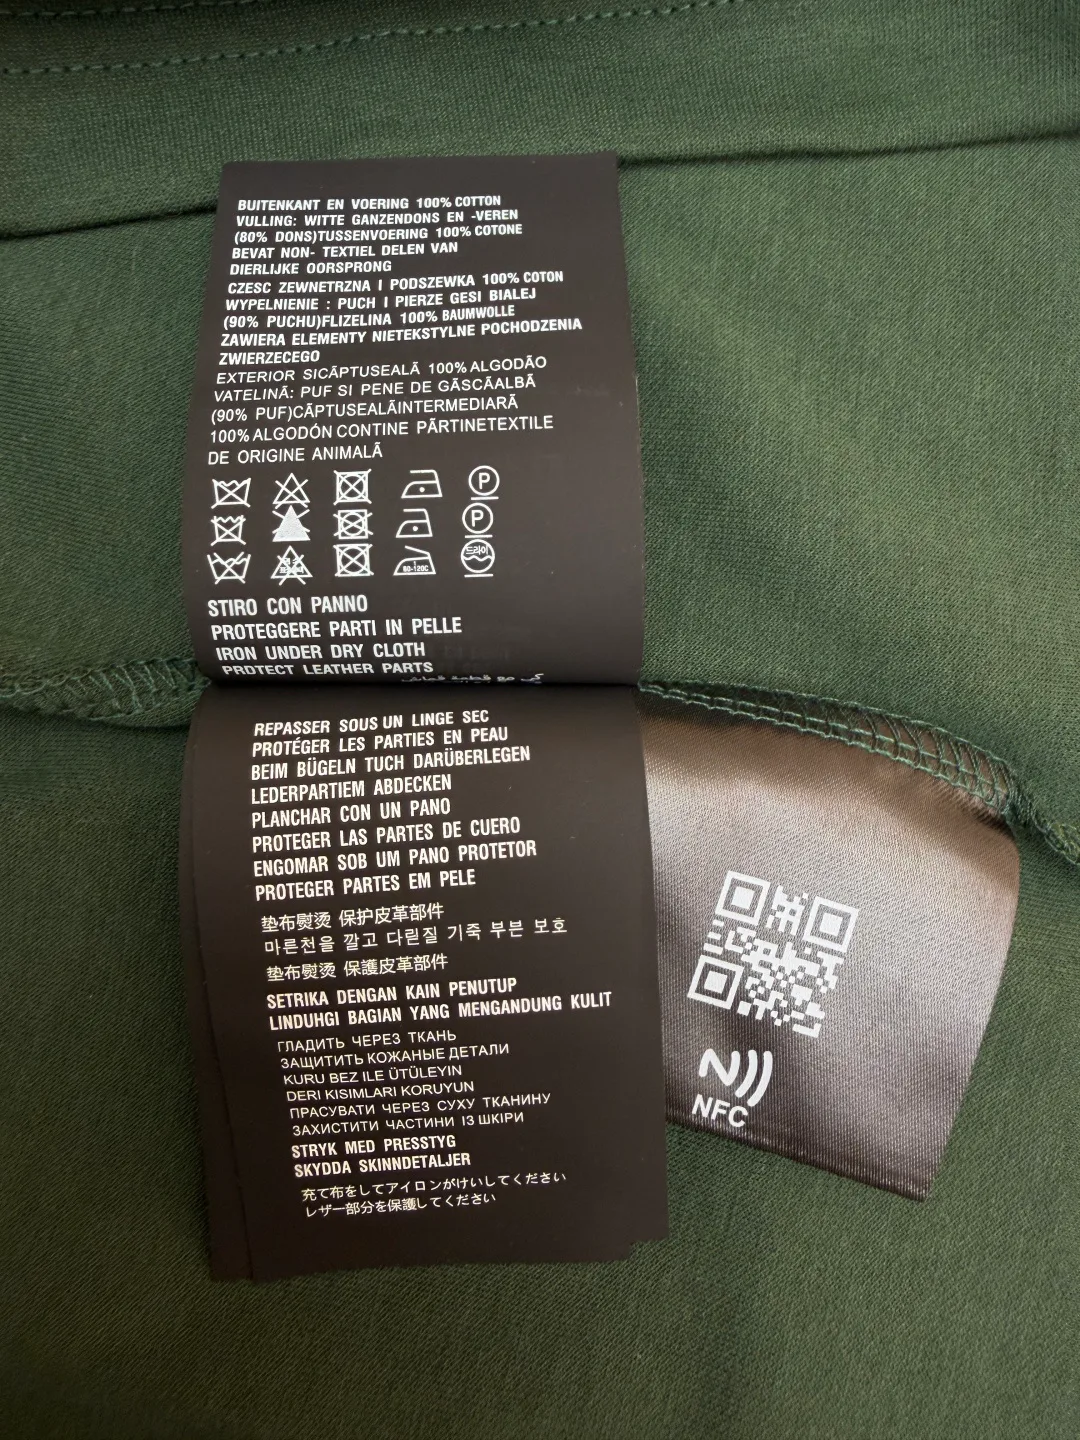 BUITENKANT EN VOERING 100% COTTON
VULLING: WITTE GANZENDONS EN -VEREN
(80% DONS)TUSSENVOERING 100% COTONE
BEVAT NON- TEXTIEL DELEN VAN
DIERLIJKE OORSPRONG
CZESC ZEWNETRZNA I PODSZEWKA 100% COTON
WYPELNIENIE : PUCH I PIERZE GESI BIALEJ
(90% PUCHU)FLIZELINA 100% BAUMWOLLE
ZAWIERA ELEMENTY NIETEKSTYLNE POCHODZENIA
ZWIERZECEGO
EXTERIOR SICĂPTUSEALĂ 100% ALGODÃO
VATELINĂ: PUF SI PENE DE GĂSCĂALBĂ
(90% PUF)CĂPTUSEALĂINTERMEDIARĂ
100% ALGODÓN CONTINE PĂRTINETEXTILE
DE ORIGINE ANIMALĂ
P
P
드라이
80-120C
STIRO CON PANNO
PROTEGGERE PARTI IN PELLE
IRON UNDER DRY CLOTH
PROTECT LEATHER PARTS
REPASSER SOUS UN LINGE SEC
PROTÉGER LES PARTIES EN PEAU
BEIM BÜGELN TUCH DARÜBERLEGEN
LEDERPARTIEM ABDECKEN
PLANCHAR CON UN PANO
PROTEGER LAS PARTES DE CUERO
ENGOMAR SOB UM PANO PROTETOR
PROTEGER PARTES EM PELE
垫布熨烫 保护皮革部件
마른천을 깔고 다릳질 기죽 부븐 보호
垫布熨烫 保護皮革部件
SETRIKA DENGAN KAIN PENUTUP
LINDUHGI BAGIAN YANG MENGANDUNG KULIT
ГЛАДИТЬ ЧЕРЕЗ ТКАНЬ
ЗАЩИТИТЬ КОЖАНЫЕ ДЕТАЛИ
KURU BEZ ILE ÜTÜLEYIN
DERI KISIMLARI KORUYUN
ПРАСУВАТИ ЧЕРЕЗ СУХУ ТКАНИНУ
ЗАХИСТИТИ ЧАСТИНИ ІЗ ШКІРИ
STRYK MED PRESSTYG
SKYDDA SKINNDETALJER
充て布をしてアイロンがけいしてください
レザー部分を保護してください
NFC